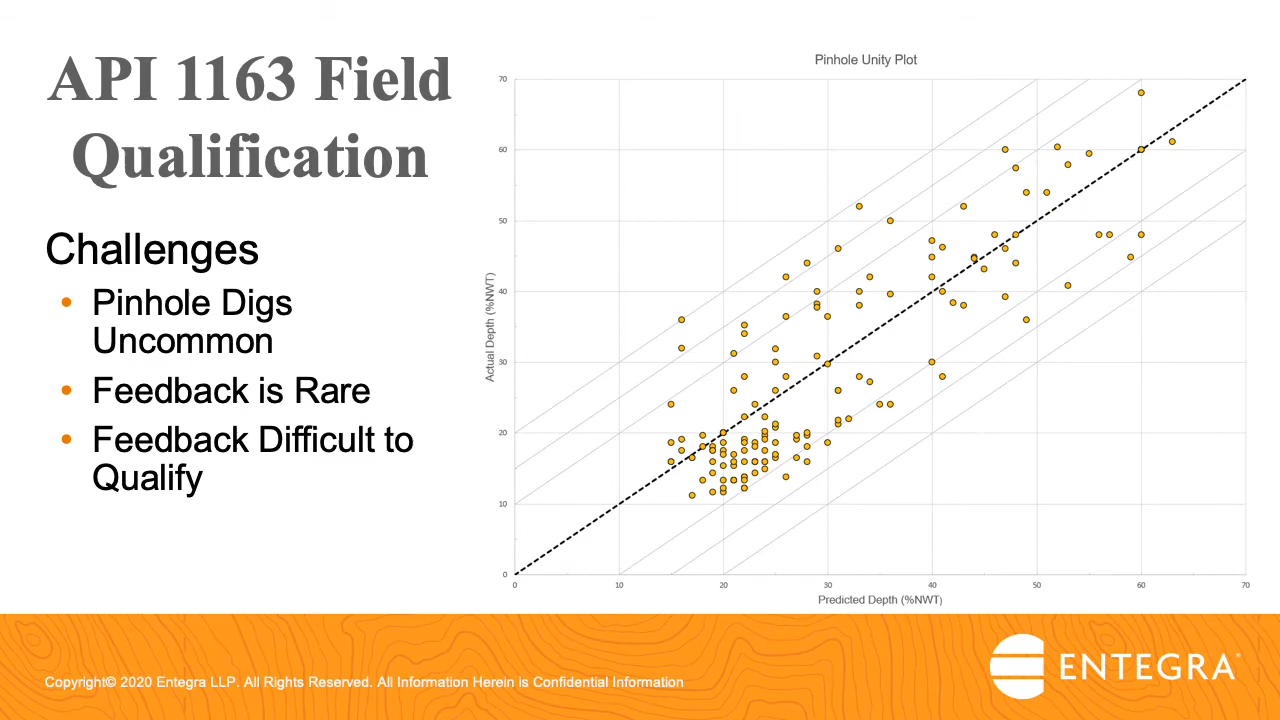 API 1163 Field
Qualification
Challenges
• Pinhole Digs
Uncommon
• Feedback is Rare
• Feedback Difficult to
Qualify
Pinhole Unity Plot
70
60
50
40
30
20
10
0
Actual Depth (%NWT)
0 10 20 30 40 50 60 70
Predicted Depth (%NWT)
Copyright© 2020 Entegra LLP. All Rights Reserved. All Information Herein is Confidential Information
ENTEGRA®